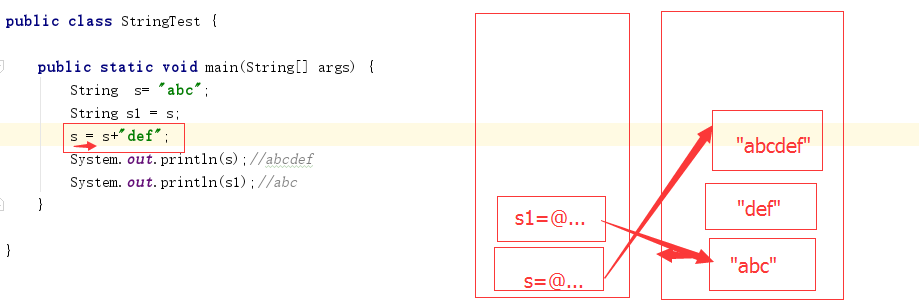 public class StringTest {
public static void main(String[] args) {
String s= "abc";
String s1 = s;
s = s+"def";
System.out.println(s);//abcdef
System.out.println(s1);//abc
}
}
"abcdef"
"def"
s1=@...
"abc"
s=@...